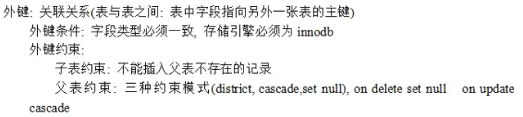 外键: 关联关系(表与表之间: 表中字段指向另外一张表的主键)
外键条件: 字段类型必须一致, 存储引擎必须为 innodb
外键约束:
子表约束: 不能插入父表不存在的记录
父表约束: 三种约束模式(district, cascade,set null), on delete set null on update
cascade